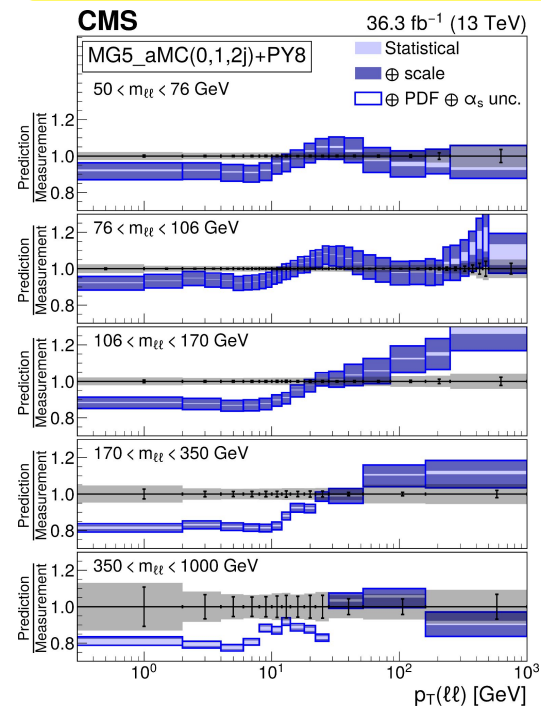 CMS 36.3 fb⁻¹ (13 TeV)
MG5_aMC(0,1,2j)+PY8
Statistical
⊕ scale
⊕ PDF ⊕ αₛ unc.
50 < mℓℓ < 76 GeV
Prediction
Measurement
1.2
1.0
0.8
76 < mℓℓ < 106 GeV
Prediction
Measurement
1.2
1.0
0.8
106 < mℓℓ < 170 GeV
Prediction
Measurement
1.2
1.0
0.8
170 < mℓℓ < 350 GeV
Prediction
Measurement
1.2
1.0
0.8
350 < mℓℓ < 1000 GeV
Prediction
Measurement
1.2
1.0
0.8
10⁰ 10¹ 10² 10³
p_T(ℓℓ) [GeV]